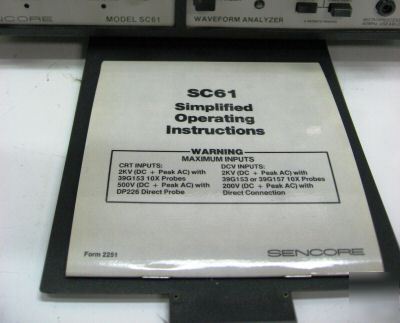 SENCORE
MODEL SC61
WAVEFORM ANALYZER
SC61
Simplified
Operating
Instructions
WARNING
MAXIMUM INPUTS
CRT INPUTS:
2KV (DC + Peak AC) with
39G153 10X Probes
500V (DC + Peak AC) with
DP226 Direct Probe
DCV INPUTS:
2KV (DC + Peak AC) with
39G153 or 39G157 10X Probes
200V (DC + Peak AC) with
Direct Connection
Form 2251
SENCORE